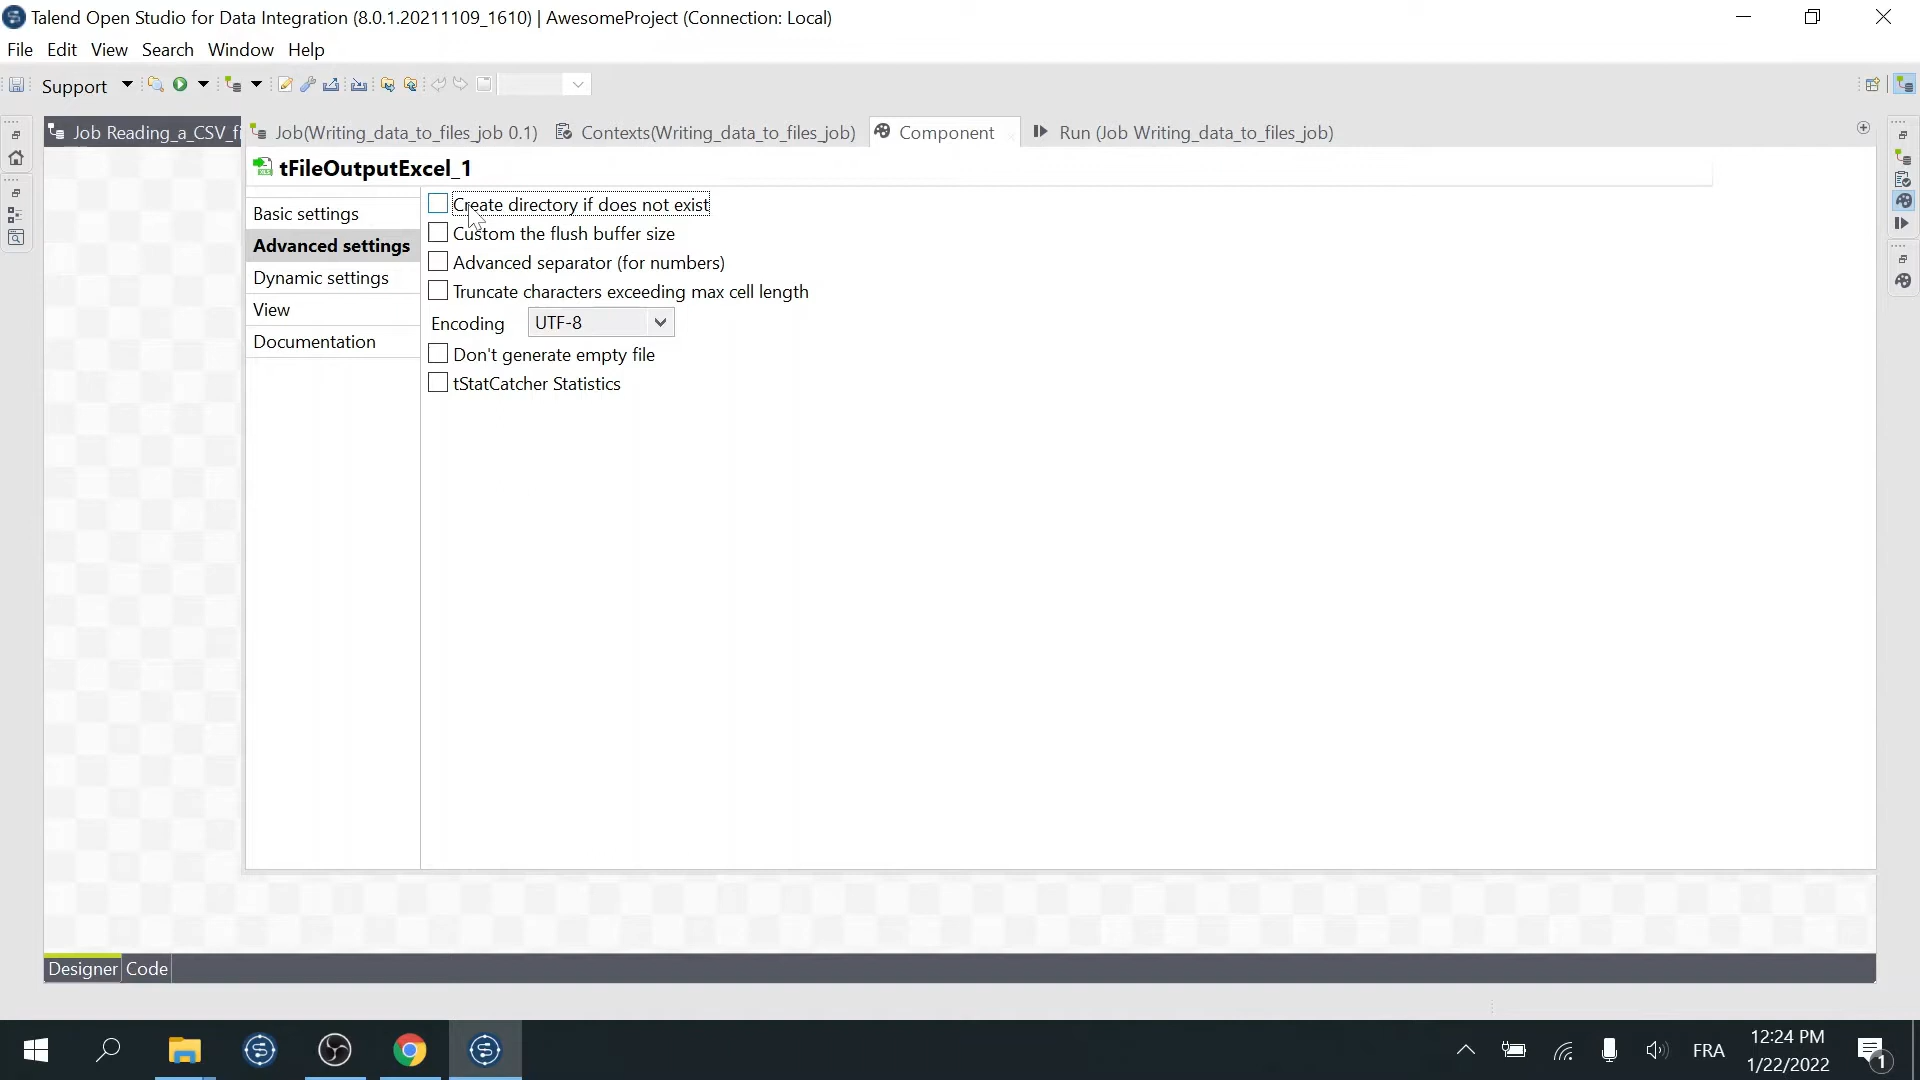 Talend Open Studio for Data Integration (8.0.1.20211109_1610) | AwesomeProject (Connection: Local)
File Edit View Search Window Help
Support
Job Reading_a_CSV_fi
Job(Writing_data_to_files_job 0.1)
Contexts(Writing_data_to_files_job)
Component
Run (Job Writing_data_to_files_job)
tFileOutputExcel_1
Basic settings
Advanced settings
Dynamic settings
View
Documentation
Create directory if does not exist
Custom the flush buffer size
Advanced separator (for numbers)
Truncate characters exceeding max cell length
Encoding UTF-8
Don't generate empty file
tStatCatcher Statistics
Designer Code
FRA
12:24 PM
1/22/2022
1